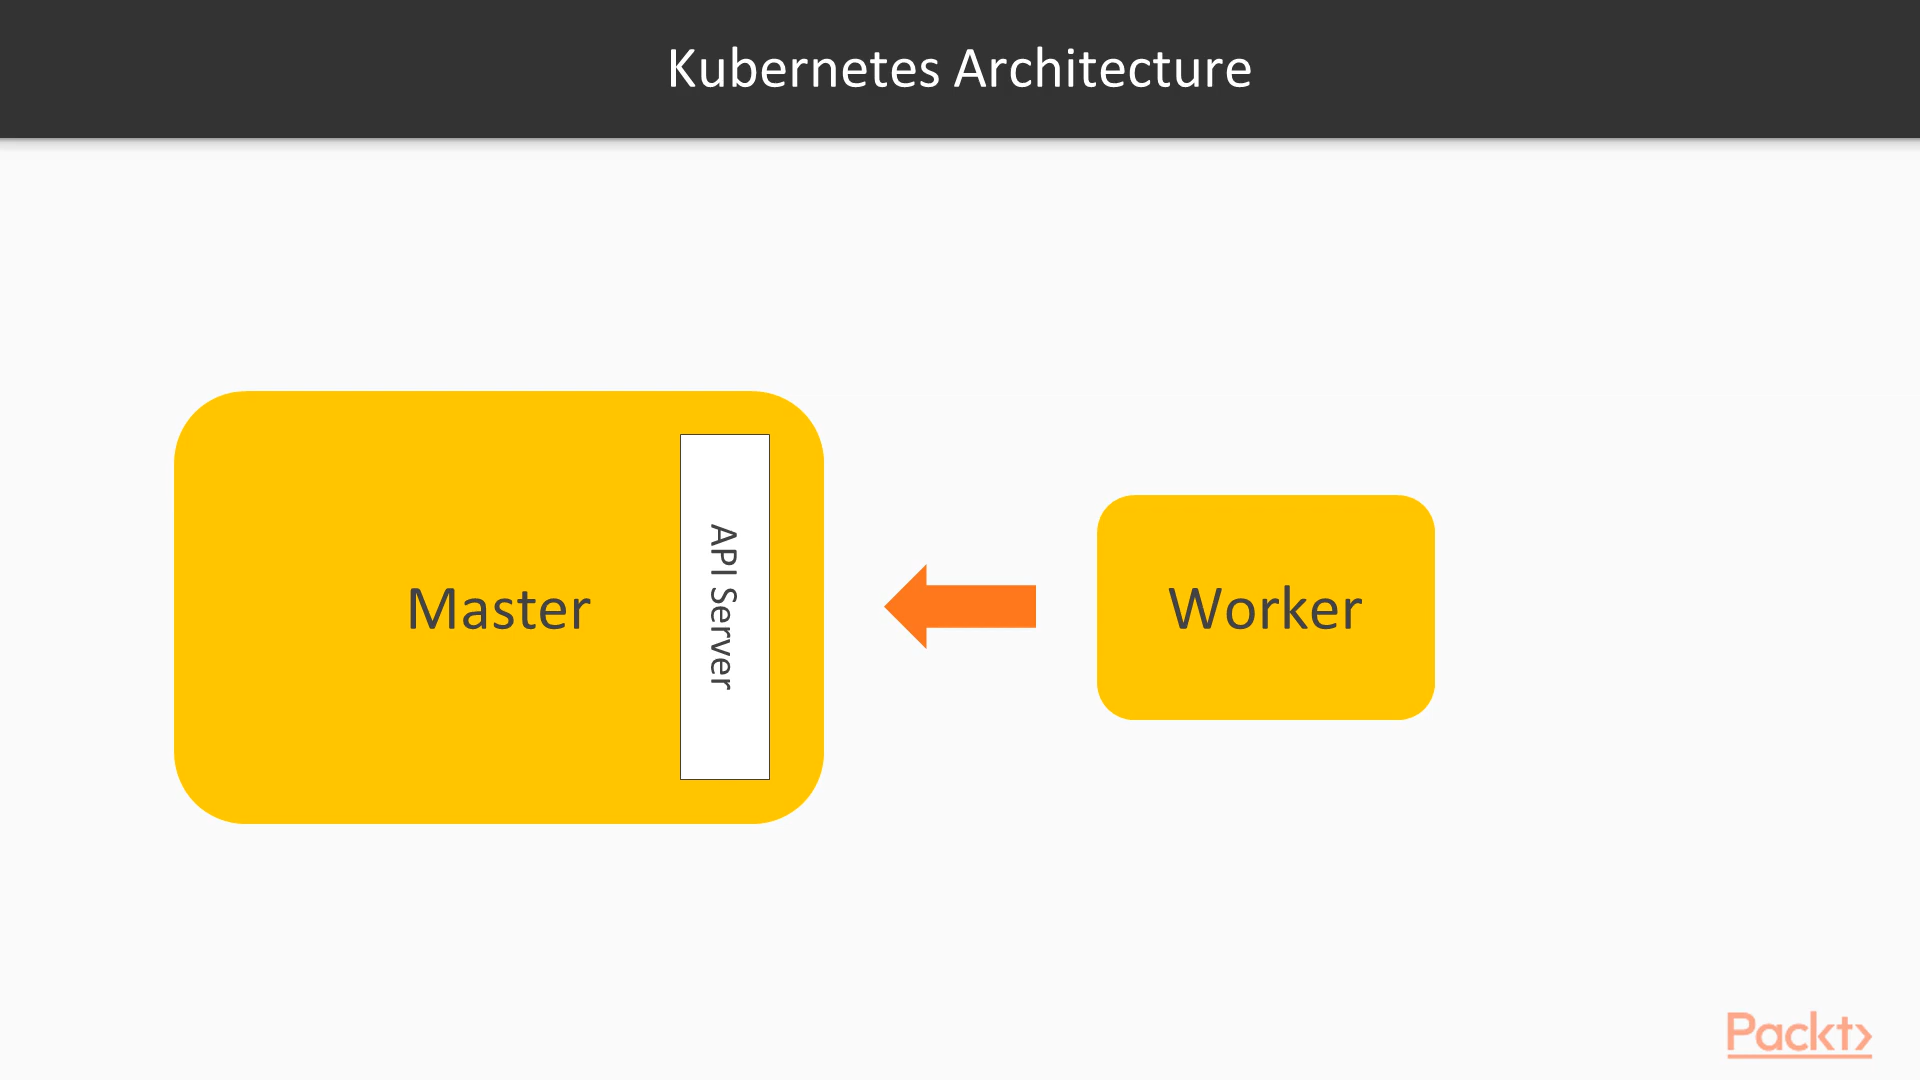 Kubernetes Architecture
Master
API Server
Worker
Packt>